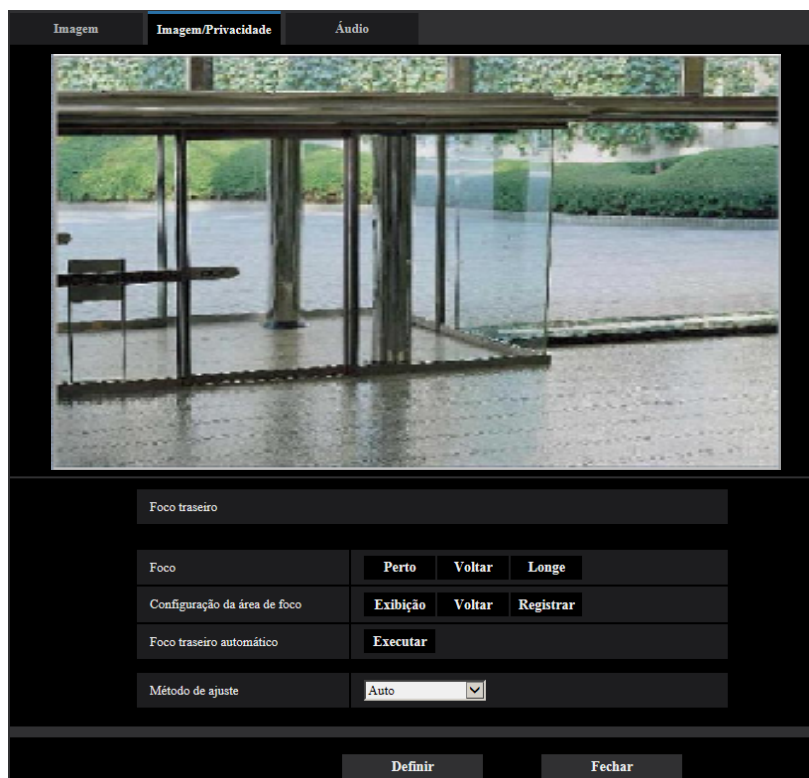 Imagem Imagem/Privacidade Áudio
Foco traseiro
Foco Perto Voltar Longe
Configuração da área de foco Exibição Voltar Registrar
Foco traseiro automático Executar
Método de ajuste Auto
Definir Fechar